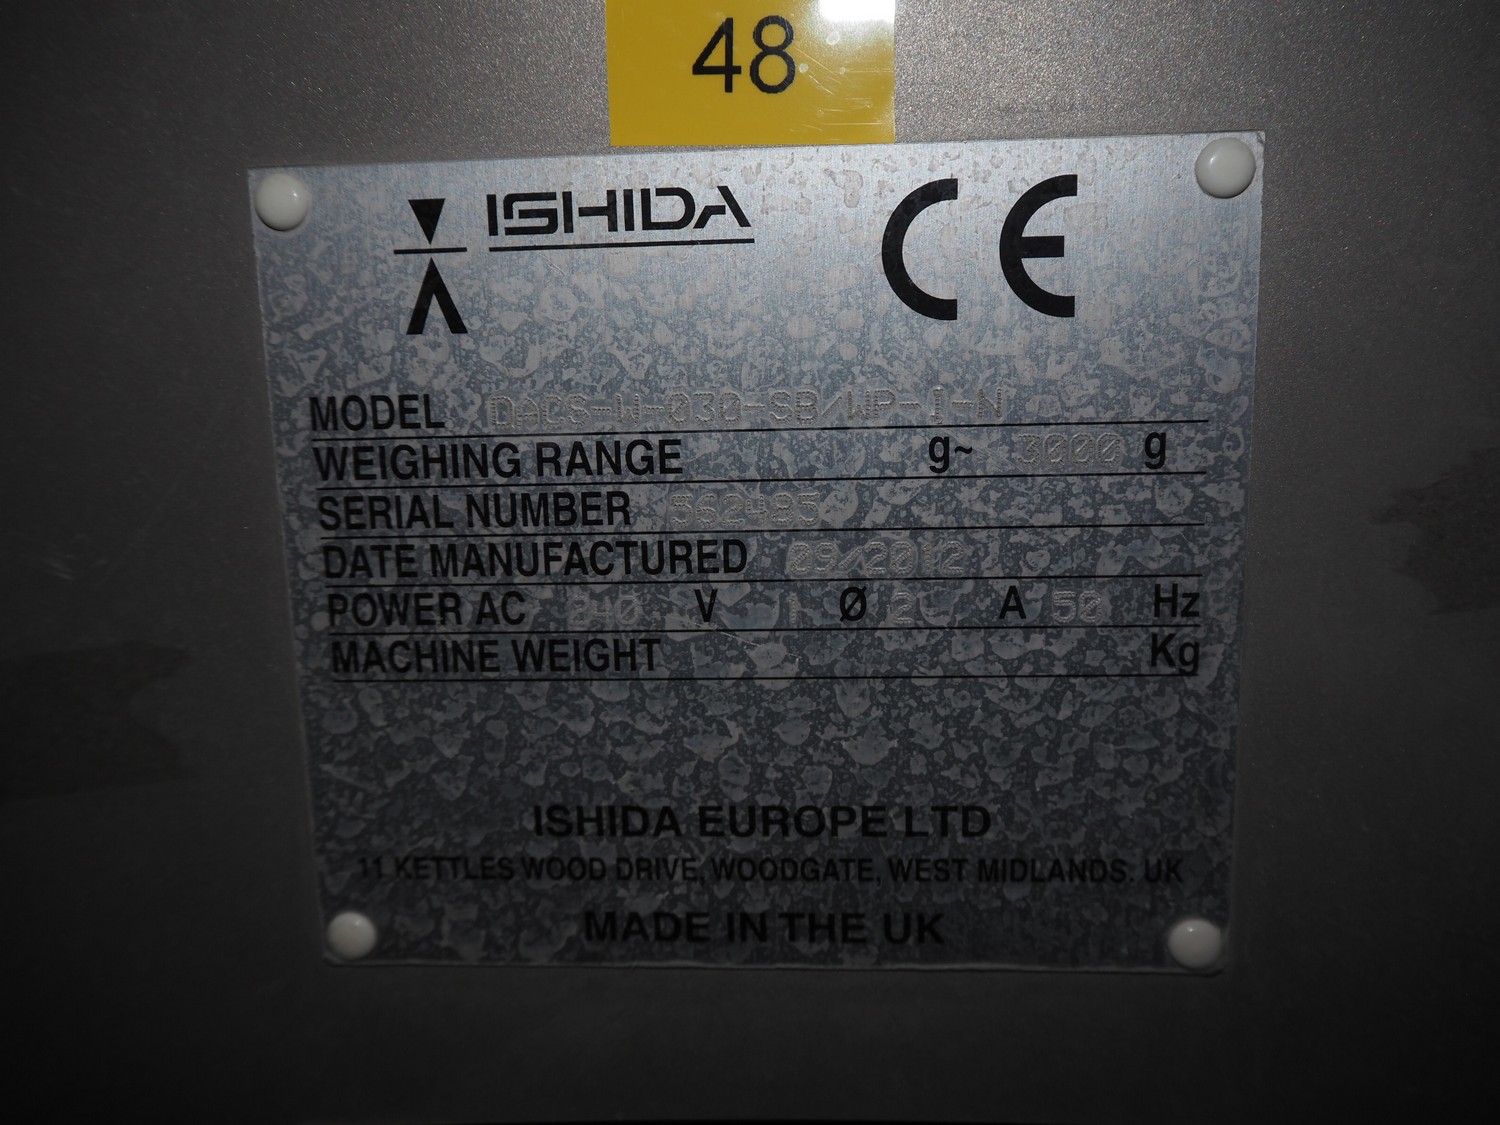 48
ISHIDA
CE
MODEL DACS-W-030-SB/WP-I-N
WEIGHING RANGE g~ 3000 g
SERIAL NUMBER 562485
DATE MANUFACTURED 09/2012
POWER AC 240 V 1 Ø 2 A 50 Hz
MACHINE WEIGHT Kg
ISHIDA EUROPE LTD
11 KETTLES WOOD DRIVE, WOODGATE, WEST MIDLANDS. UK
MADE IN THE UK